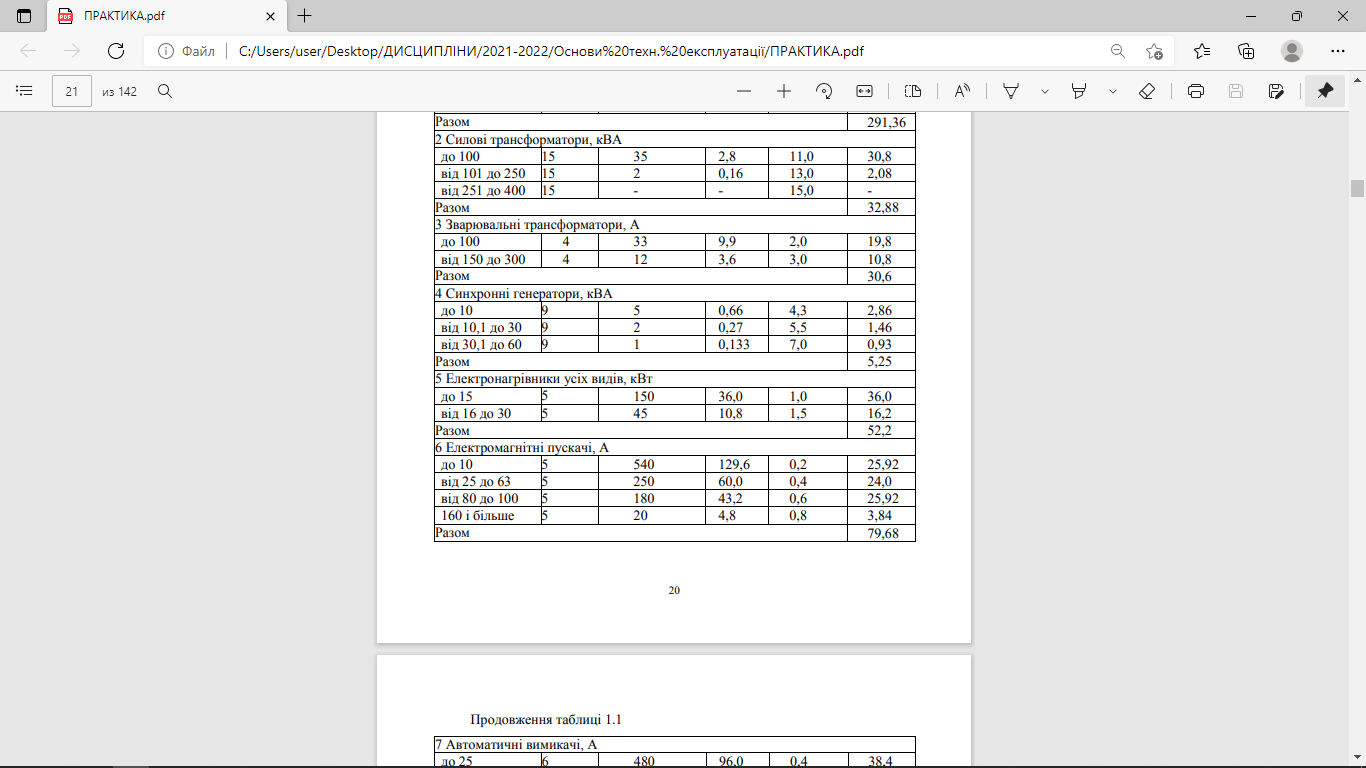 ПРАКТИКА.pdf
Файл C:/Users/user/Desktop/ДИСЦИПЛІНИ/2021-2022/Основи%20техн.%20експлуатації/ПРАКТИКА.pdf
21 из 142
Разом 291,36
2 Силові трансформатори, кВА
до 100 15 35 2,8 11,0 30,8
від 101 до 250 15 2 0,16 13,0 2,08
від 251 до 400 15 - - 15,0 -
Разом 32,88
3 Зварювальні трансформатори, А
до 100 4 33 9,9 2,0 19,8
від 150 до 300 4 12 3,6 3,0 10,8
Разом 30,6
4 Синхронні генератори, кВА
до 10 9 5 0,66 4,3 2,86
від 10,1 до 30 9 2 0,27 5,5 1,46
від 30,1 до 60 9 1 0,133 7,0 0,93
Разом 5,25
5 Електронагрівники усіх видів, кВт
до 15 5 150 36,0 1,0 36,0
від 16 до 30 5 45 10,8 1,5 16,2
Разом 52,2
6 Електромагнітні пускачі, А
до 10 5 540 129,6 0,2 25,92
від 25 до 63 5 250 60,0 0,4 24,0
від 80 до 100 5 180 43,2 0,6 25,92
160 і більше 5 20 4,8 0,8 3,84
Разом 79,68
20
Продовження таблиці 1.1
7 Автоматичні вимикачі, А
до 25 6 480 96,0 0,4 38,4